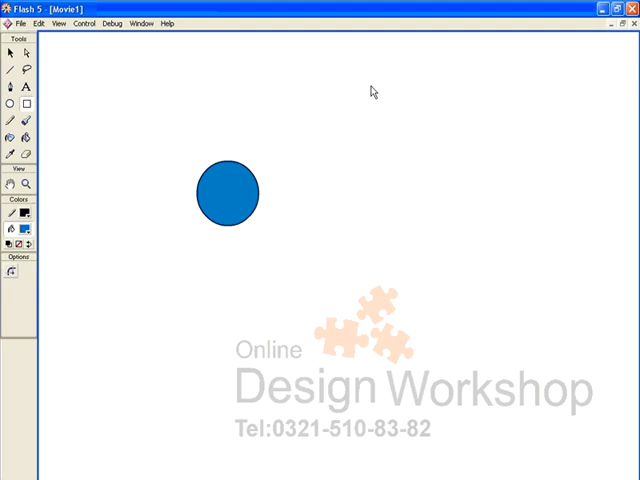 Flash 5 - [Movie1]
File Edit View Control Debug Window Help
Tools
A
View
Colors
Options
Online
Design Workshop
Tel:0321-510-83-82